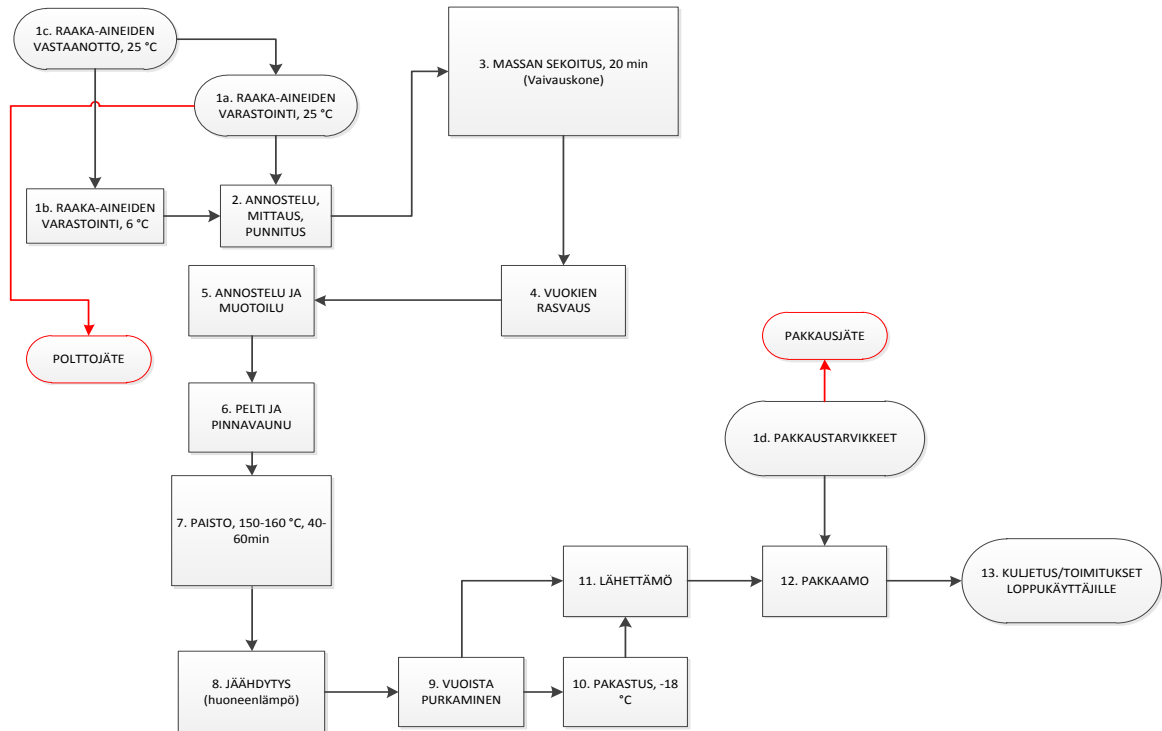 1c. RAAKA-AINEIDEN
VASTAANOTTO, 25 °C
3. MASSAN SEKOITUS, 20 min
(Vaivauskone)
1a. RAAKA-AINEIDEN
VARASTOINTI, 25 °C
1b. RAAKA-AINEIDEN
VARASTOINTI, 6 °C
2. ANNOSTELU,
MITTAUS,
PUNNITUS
5. ANNOSTELU JA
MUOTOILU
4. VUOKIEN
RASVAUS
POLTTOJÄTE
PAKKAUSJÄTE
6. PELTI JA
PINNAVAUNU
1d. PAKKAUSTARVIKKEET
7. PAISTO, 150-160 °C, 40-
60min
11. LÄHETTÄMÖ
12. PAKKAAMO
13. KULJETUS/TOIMITUKSET
LOPPUKÄYTTÄJILLE
8. JÄÄHDYTYS
(huoneenlämpö)
9. VUOISTA
PURKAMINEN
10. PAKASTUS, -18
°C